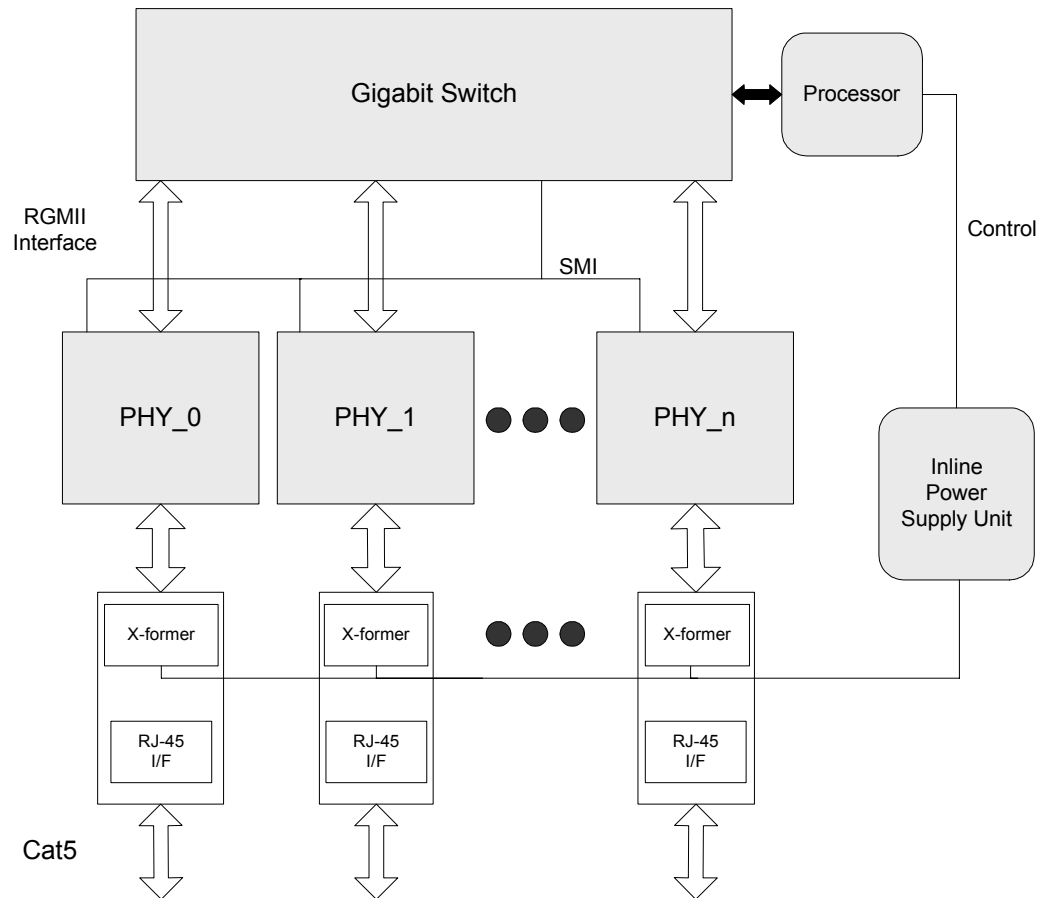 Gigabit Switch
Processor
RGMII
Interface
Control
SMI
PHY_0
PHY_1
PHY_n
Inline
Power
Supply Unit
X-former
X-former
X-former
RJ-45
I/F
RJ-45
I/F
RJ-45
I/F
Cat5